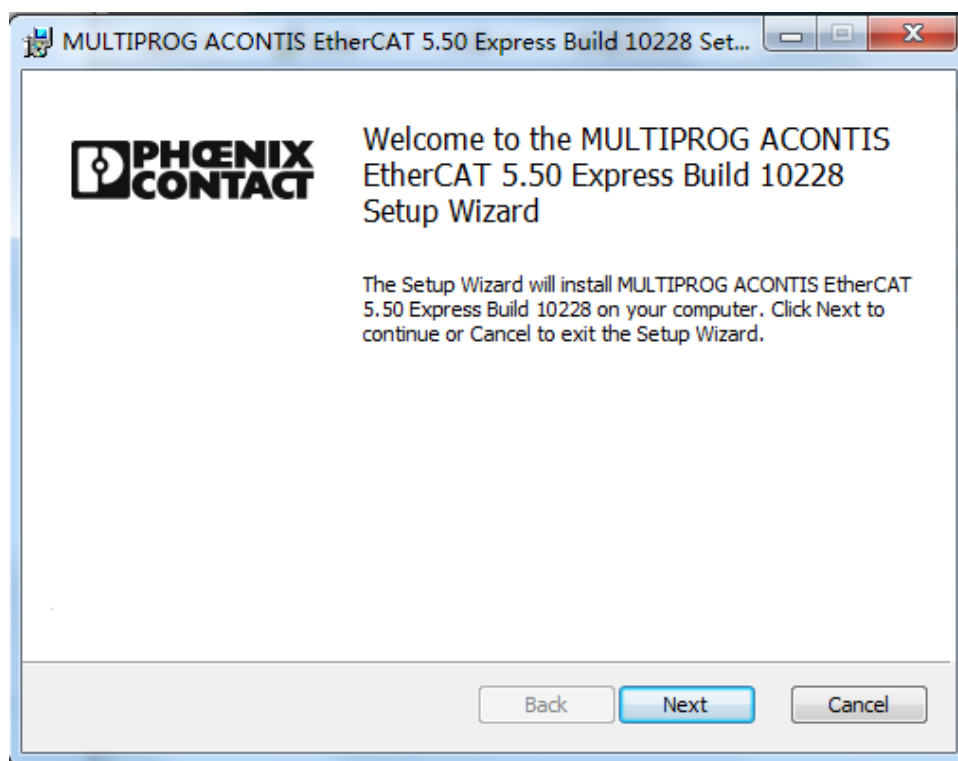 MULTIPROG ACONTIS EtherCAT 5.50 Express Build 10228 Set...
PHŒNIX
CONTACT
Welcome to the MULTIPROG ACONTIS
EtherCAT 5.50 Express Build 10228
Setup Wizard
The Setup Wizard will install MULTIPROG ACONTIS EtherCAT
5.50 Express Build 10228 on your computer. Click Next to
continue or Cancel to exit the Setup Wizard.
Back Next Cancel